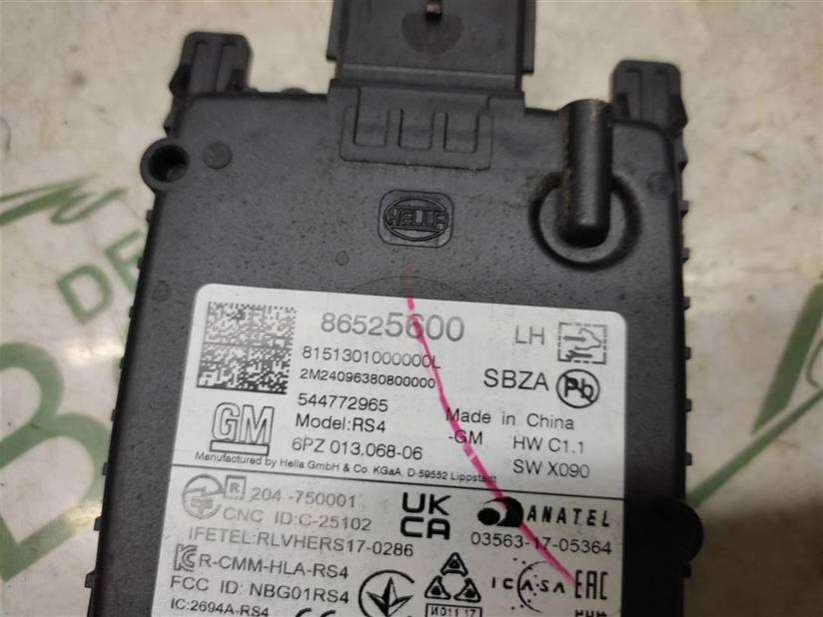 HELLA
86525600
LH
8151301000000L
2M24096380800000
SBZA
Pb
544772965
Model:RS4
Made in China
GM
6PZ 013.068-06
-GM
HW C1.1
SW X090
Manufactured by Hella GmbH & Co. KGaA, D-59552 Lippstadt
R 204-750001
CNC ID:C-25102
UK
CA
ANATEL
03563-17-05364
IFETEL:RLVHERS17-0286
R-CMM-HLA-RS4
FCC ID: NBG01RS4
IC:2694A-RS4
ICASA
EAC